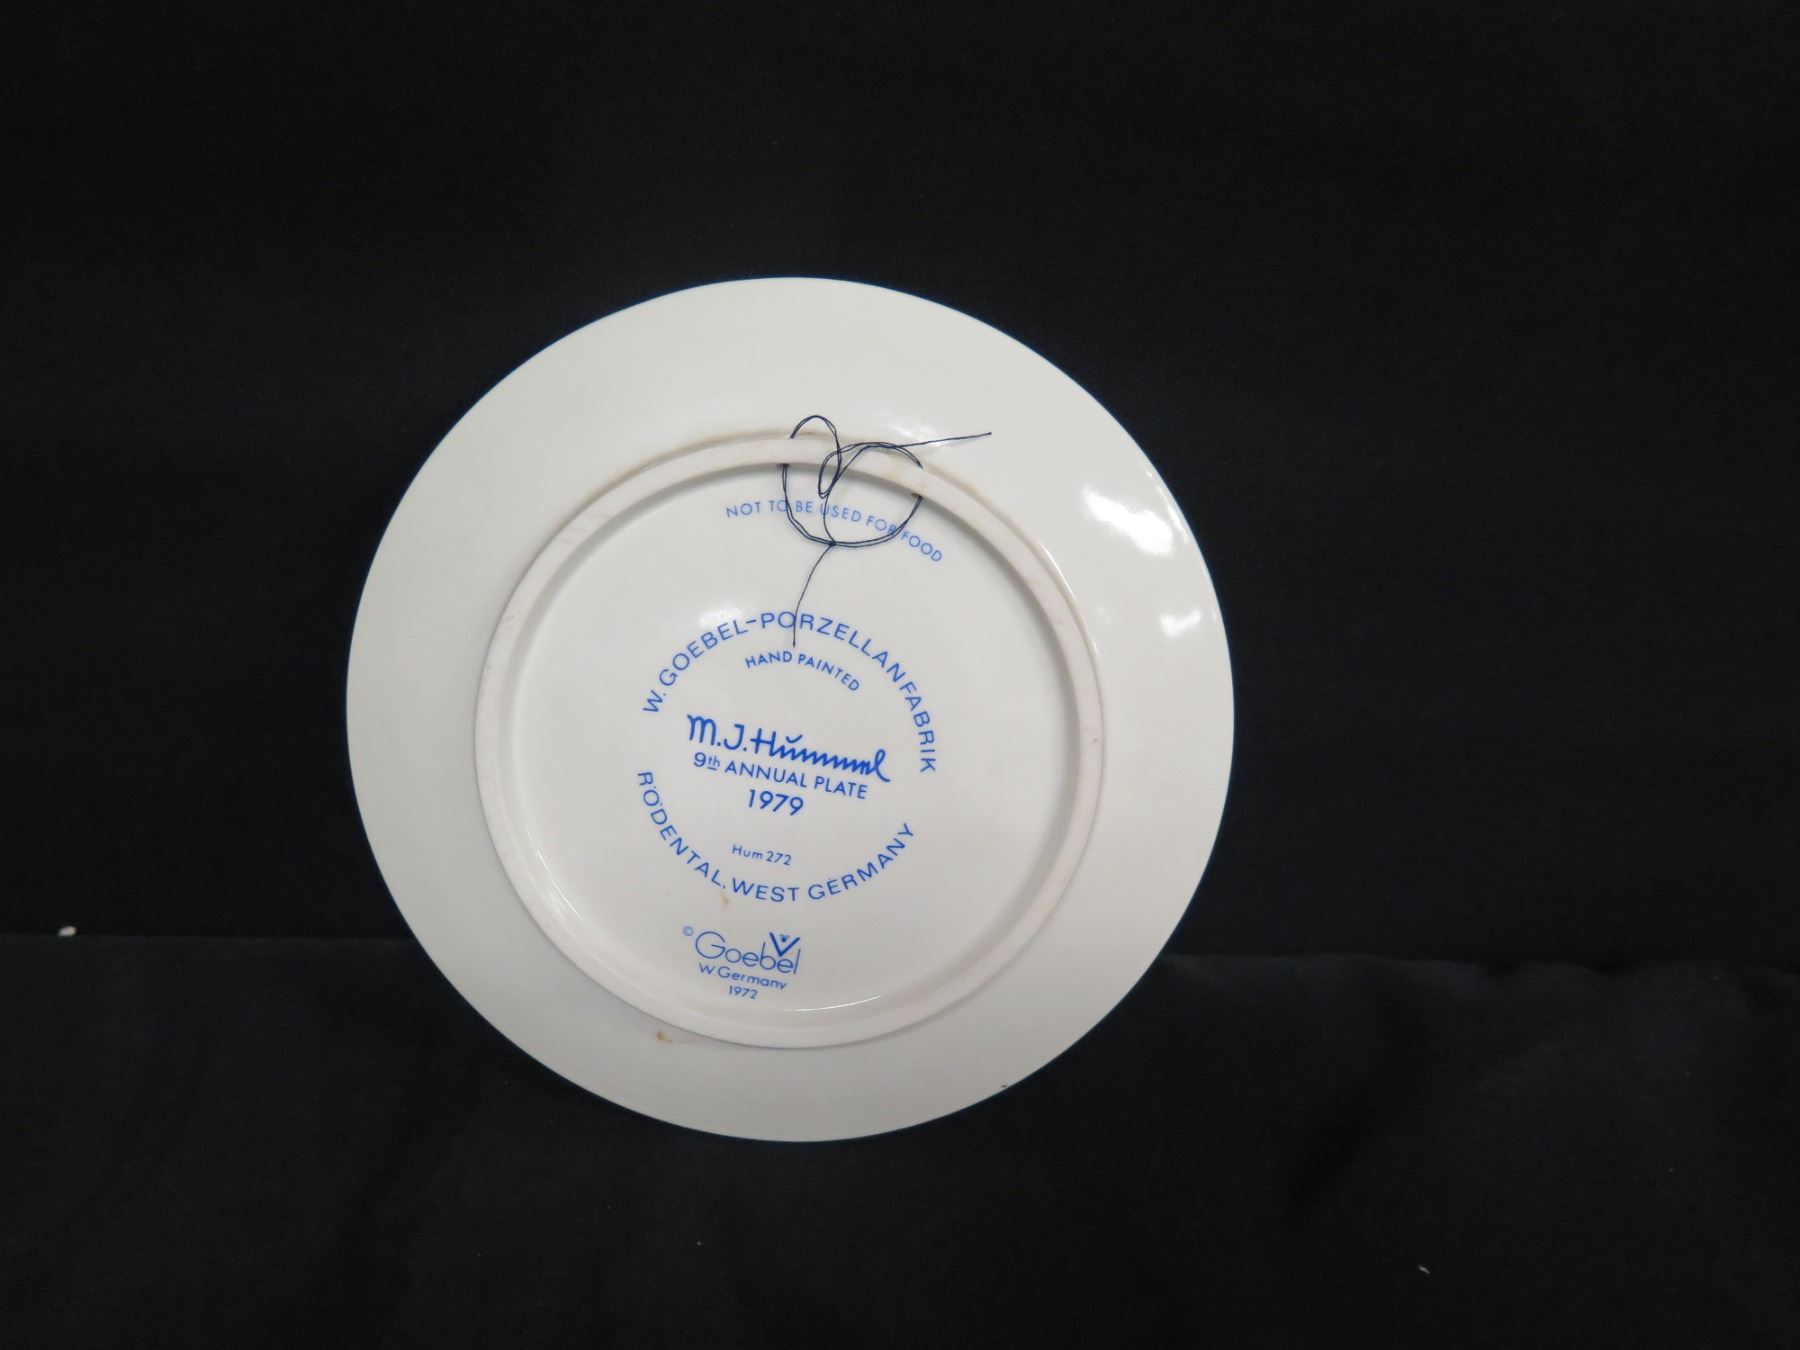 NOT TO BE USED FOR FOOD
W. GOEBEL-PORZELLANFABRIK
HAND PAINTED
M.J.Hummel
9th ANNUAL PLATE
1979
Hum 272
RÖDENTAL, WEST GERMANY
© Goebel
W.Germany
1972